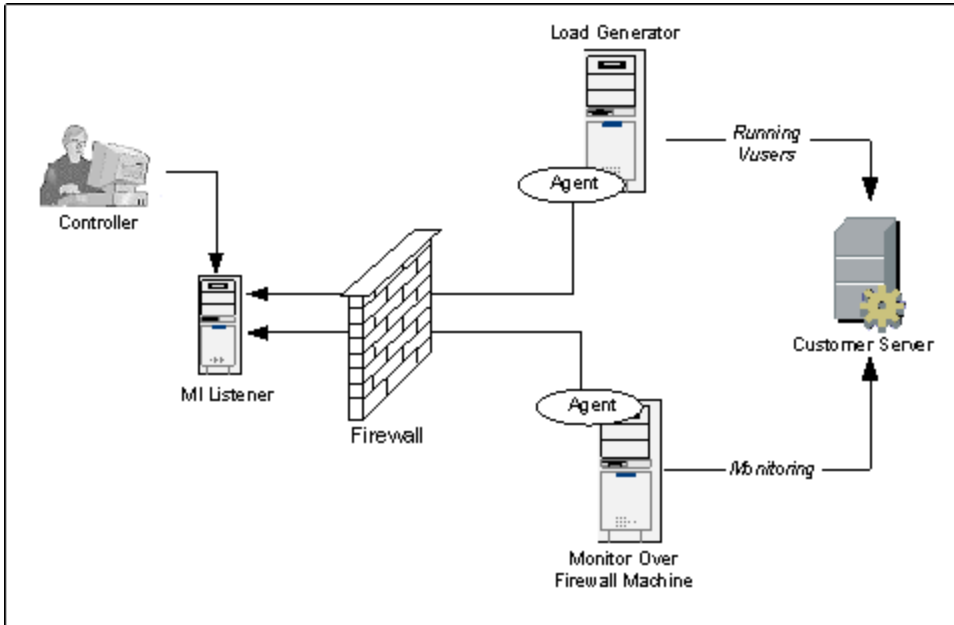 Load Generator
Running
Vusers
Agent
Controller
Customer Server
MI Listener
Agent
Firewall
Monitoring
Monitor Over
Firewall Machine